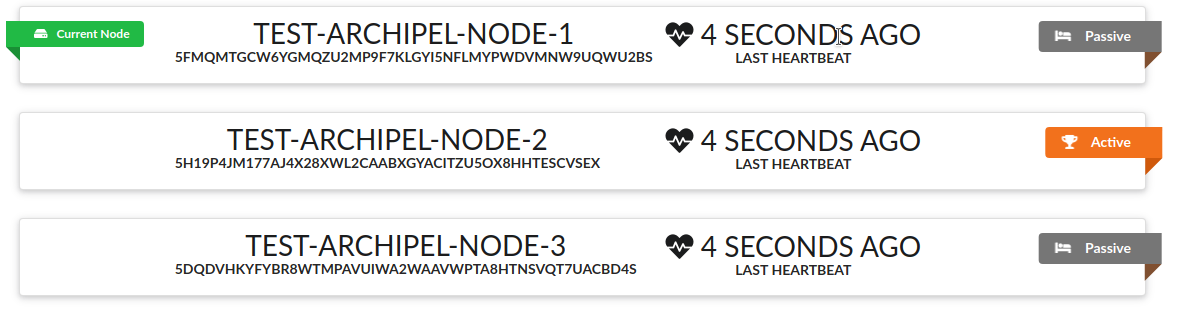 Current Node
TEST-ARCHIPEL-NODE-1
5FMQMTGCW6YGMQZU2MP9F7KLGYI5NFLMYPWDVMNW9UQWU2BS
4 SECONDS AGO
LAST HEARTBEAT
Passive
TEST-ARCHIPEL-NODE-2
5H19P4JM177AJ4X28XWL2CAABXGYACITZU5OX8HHTESCVSEX
4 SECONDS AGO
LAST HEARTBEAT
Active
TEST-ARCHIPEL-NODE-3
5DQDVHKYFYBR8WTMPAVUIWA2WAAVWPTA8HTNSVQT7UACBD4S
4 SECONDS AGO
LAST HEARTBEAT
Passive